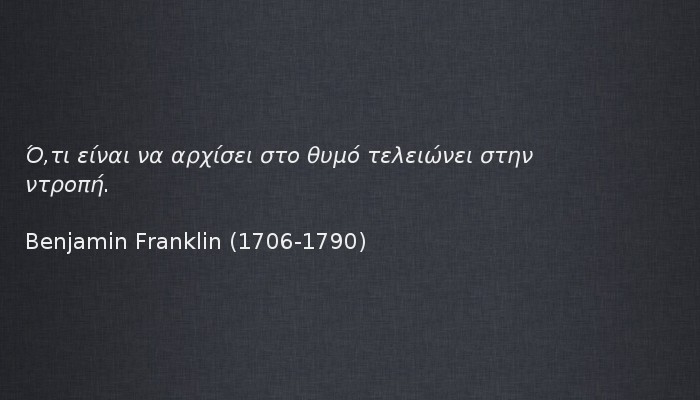 Ό,τι είναι να αρχίσει στο θυμό τελειώνει στην
ντροπή.
Benjamin Franklin (1706-1790)